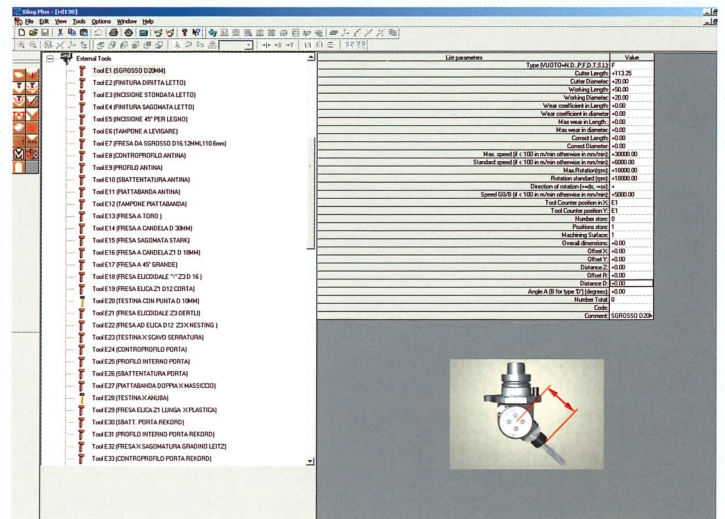 Xilog Plus - [rd130]
File Edit View Tools Options Window Help
External Tools
Tool E1 (SGROSSO D20MM)
Tool E2 (FINITURA DIRITTA LETTO)
Tool E3 (INCISIONE STONDATA LETTO)
Tool E4 (FINITURA SAGOMATA LETTO)
Tool E5 (INCISIONE 45° PER LEGNO)
Tool E6 (TAMPONE A LEVIGARE)
Tool E7 (FRESA DA SGROSSO D16.12MML110.6mm)
Tool E8 (CONTROPROFILO ANTINA)
Tool E9 (PROFILO ANTINA)
Tool E10 (SBATTENTATURA ANTINA)
Tool E11 (PIATTABANDA ANTINA)
Tool E12 (TAMPONE PIATTABANDA)
Tool E13 (FRESA A TORO )
Tool E14 (FRESA A CANDELA D 30MM)
Tool E15 (FRESA SAGOMATA STARK)
Tool E16 (FRESA A CANDELA Z1 D 18MM)
Tool E17 (FRESA A 45° GRANDE)
Tool E18 (FRESA ELICOIDALE "-" Z3 D 16 )
Tool E19 (FRESA ELICA Z1 D12 CORTA)
Tool E20 (TESTINA CON PUNTA D 10MM)
Tool E21 (FRESA ELICOIDALE Z3 OERTLI)
Tool E22 (FRESA AD ELICA D12 Z3 X NESTING )
Tool E23 (TESTINA X SCAVO SERRATURA)
Tool E24 (CONTROPROFILO PORTA)
Tool E25 (PROFILO INTERNO PORTA)
Tool E26 (SBATTENTATURA PORTA)
Tool E27 (PIATTABANDA DOPPIA X MASSICCIO)
Tool E28 (TESTINA X ANUBA)
Tool E29 (FRESA ELICA Z1 LUNGA X PLASTICA)
Tool E30 (SBATT. PORTA REKORD)
Tool E31 (PROFILO INTERNO PORTA REKORD)
Tool E32 (FRESA X SAGOMATURA GRADINO LEITZ)
Tool E33 (CONTROPROFILO PORTA REKORD)
List parameters Value
Type (VUOTO=N.D.,P,F,D,T,S,L): F
Cutter Length: +113.25
Cutter Diameter: +20.00
Working Length: +50.00
Working Diameter: +20.00
Wear coefficient in Length: +0.00
Wear coefficient in diameter: +0.00
Max wear in Length.: +0.00
Max wear in diameter: +0.00
Correct Length: +0.00
Correct Diameter: +0.00
Max. speed (if < 100 in m/min otherwise in mm/min): +30000.00
Standard speed (if < 100 in m/min otherwise in mm/min): +6000.00
Max.Rotation(rpm): +18000.00
Rotation standard (rpm): +16000.00
Direction of rotation (+=dx, -=sx): +
Speed G0/B (if < 100 in m/min otherwise in mm/min): +5000.00
Tool Counter position in X: E1
Tool Counter position Y: E1
Number store: 0
Positions store: 1
Machining Surface: 1
Overall dimensions: +0.00
Offset X: +0.00
Offset Y: +0.00
Distance Z: +0.00
Offset R: +0.00
Distance D: +0.00
Angle A (B for type 'D') (degrees): +0.00
Number Total: 0
Code:
Comment: SGROSSO D20M